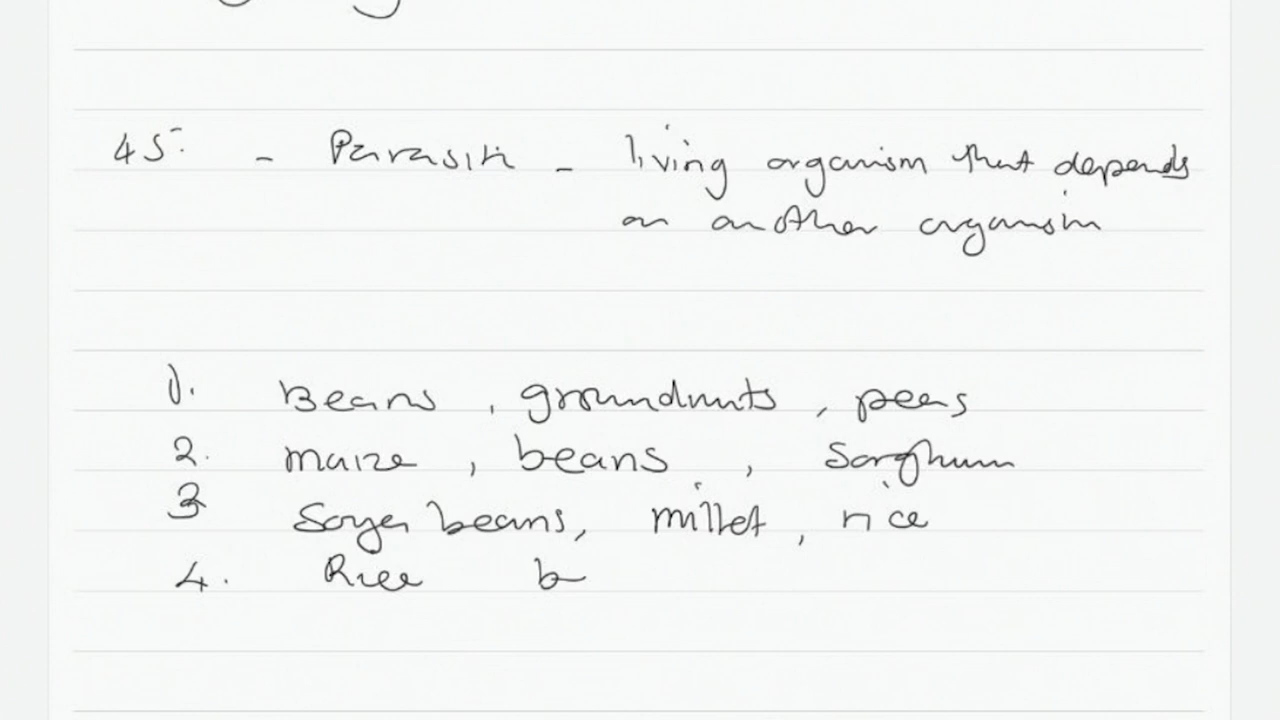 45. - Parasite - living organism that depends
on another organism
1. Beans, groundnuts, peas
2. maize, beans, Sorghum
3 Soya beans, millet, rice
4. Rice b